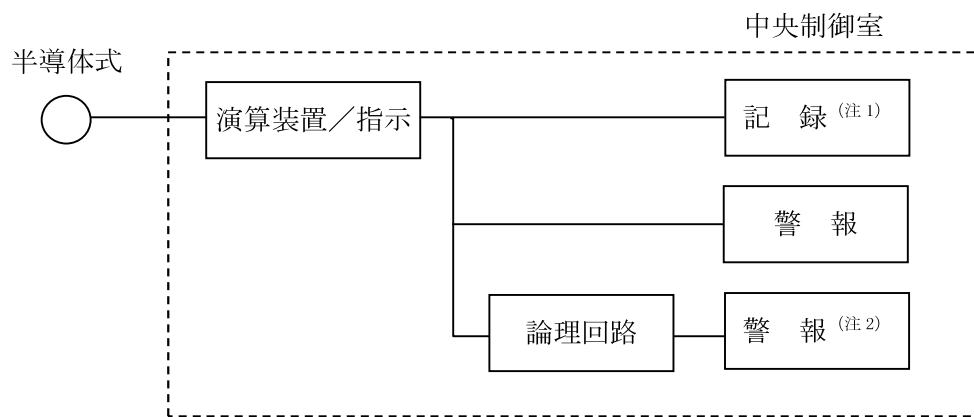 中央制御室
半導体式
演算装置／指示
記　録（注1）
警　報
論理回路
警　報（注2）